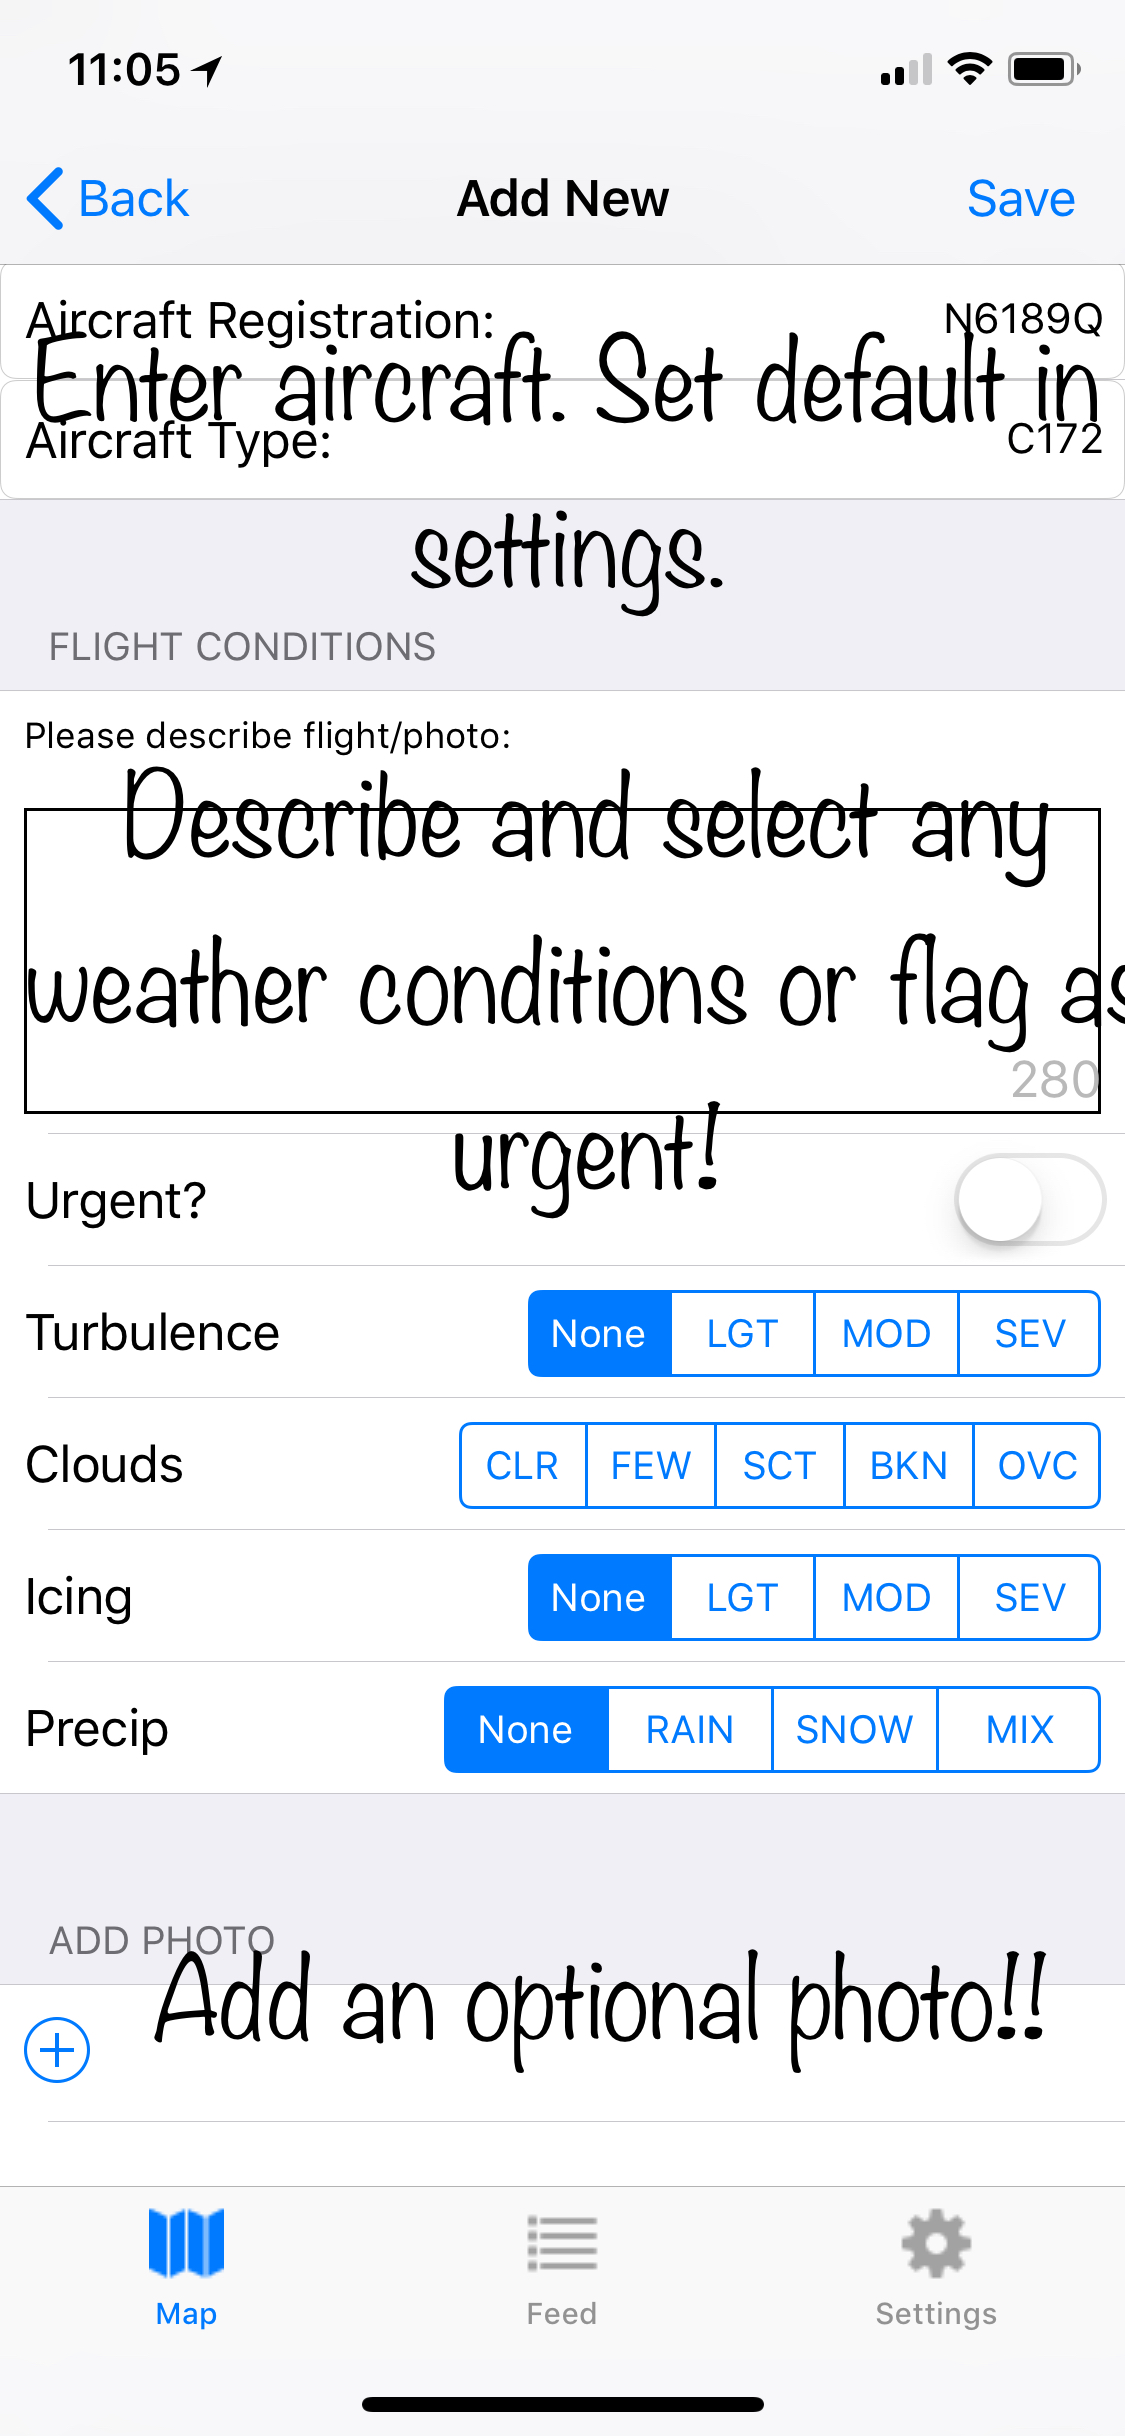 11:05
Back Add New Save
Aircraft Registration: N6189Q
Enter aircraft. Set default in
Aircraft Type: C172
settings.
FLIGHT CONDITIONS
Please describe flight/photo:
Describe and select any
weather conditions or flag as
280
urgent!
Urgent?
Turbulence None LGT MOD SEV
Clouds CLR FEW SCT BKN OVC
Icing None LGT MOD SEV
Precip None RAIN SNOW MIX
ADD PHOTO
Add an optional photo!!
Map Feed Settings